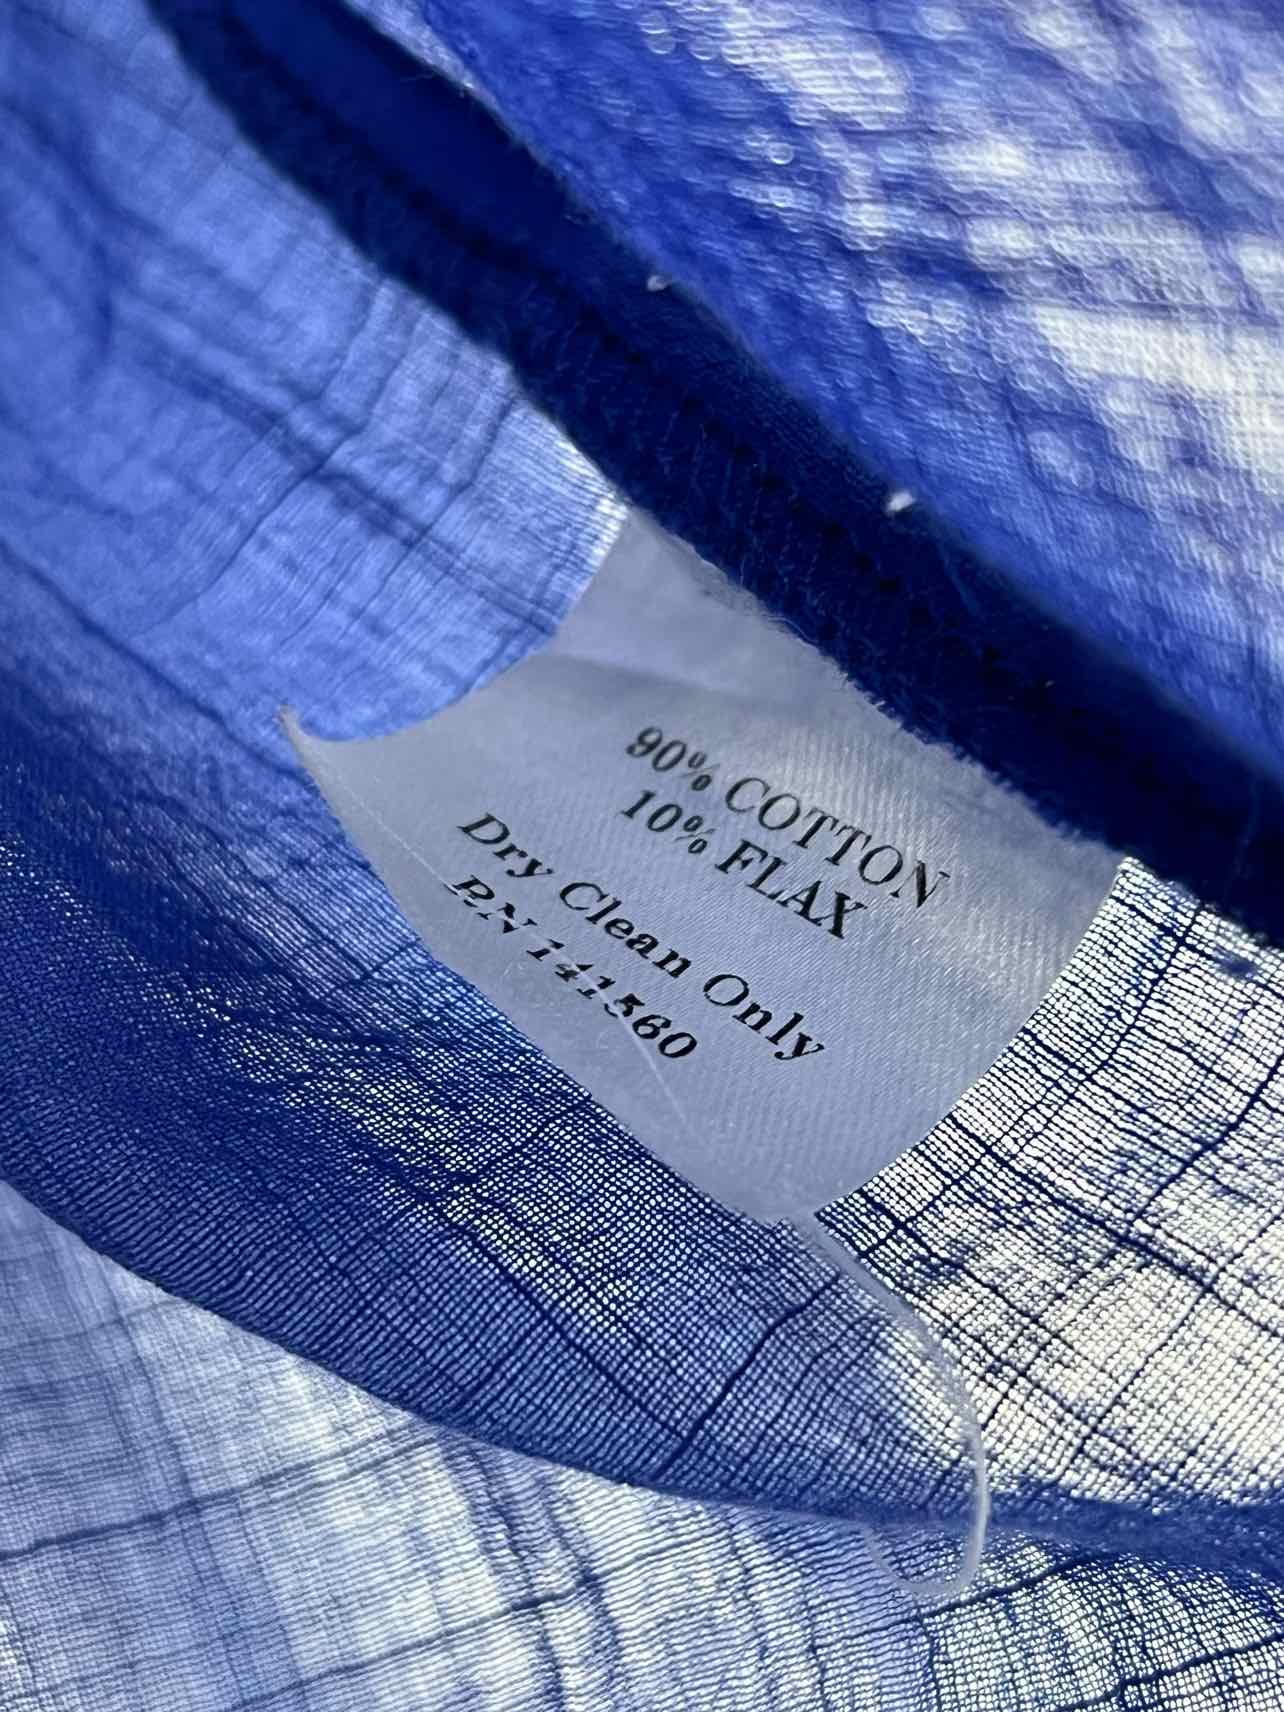 90% COTTON
10% FLAX
Dry Clean Only
RN 141560